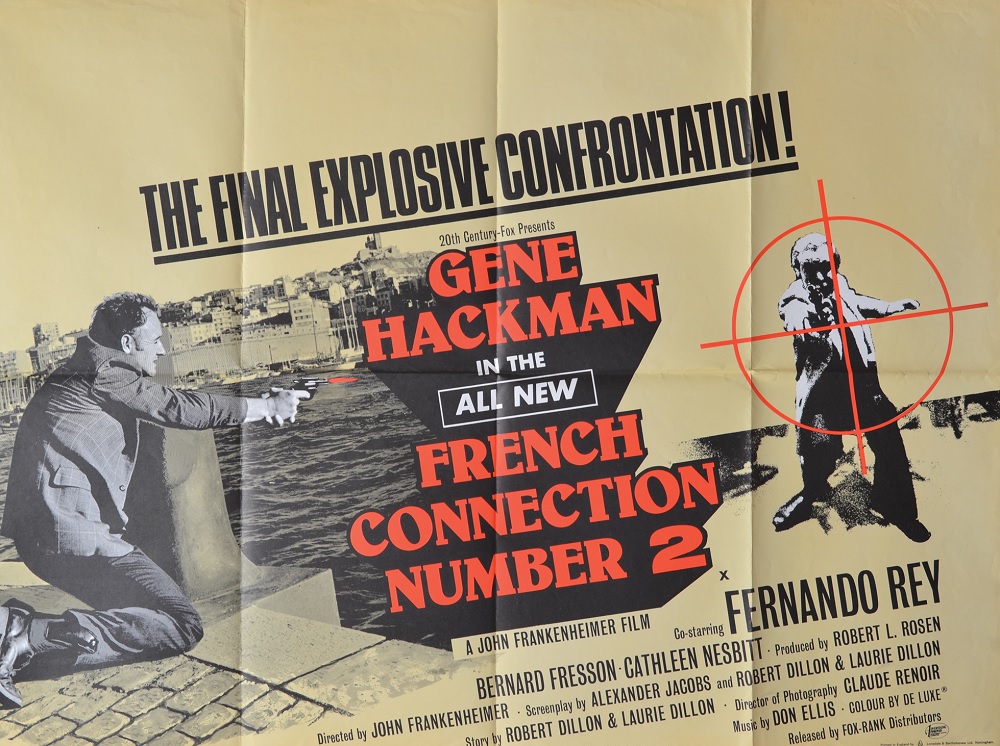 THE FINAL EXPLOSIVE CONFRONTATION!
20th Century-Fox Presents
GENE
HACKMAN
IN THE
ALL NEW
FRENCH
CONNECTION
NUMBER 2
X
A JOHN FRANKENHEIMER FILM
Co-starring FERNANDO REY
BERNARD FRESSON · CATHLEEN NESBITT · Produced by ROBERT L. ROSEN
Directed by JOHN FRANKENHEIMER · Screenplay by ALEXANDER JACOBS and ROBERT DILLON & LAURIE DILLON
Story by ROBERT DILLON & LAURIE DILLON · Director of Photography CLAUDE RENOIR
Music by DON ELLIS · COLOUR BY DE LUXE®
Released by FOX-RANK Distributors